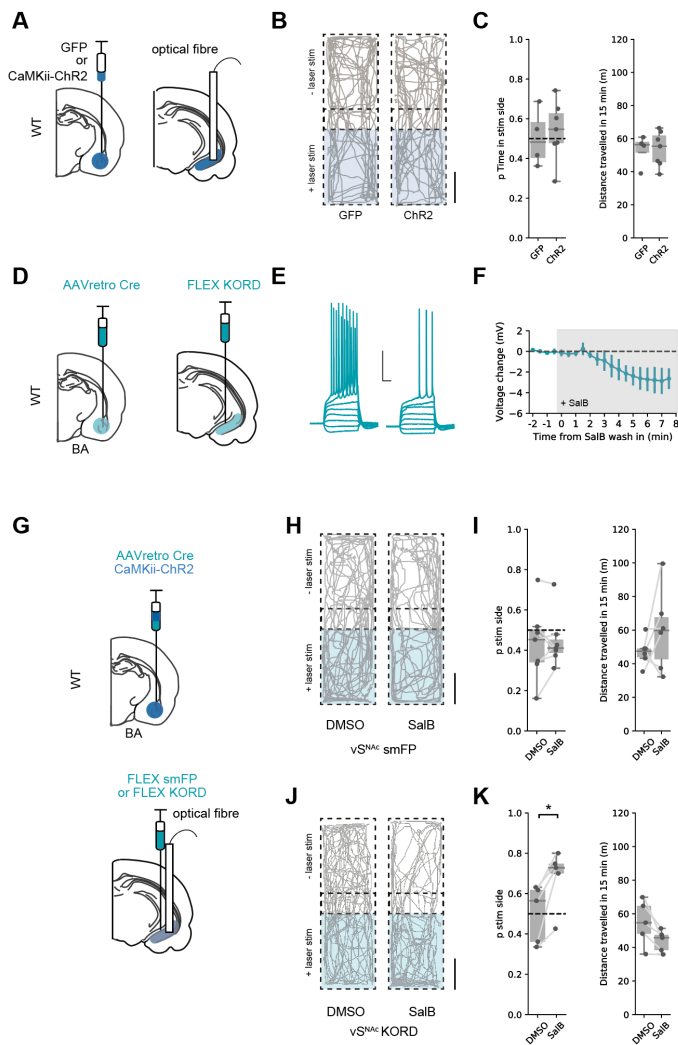 A
GFP
or
CaMKii-ChR2
optical fibre
WT
B
- laser stim
+ laser stim
GFP
ChR2
C
p Time in stim side
1.0
0.8
0.6
0.4
0.2
0.0
GFP
ChR2
Distance travelled in 15 min (m)
120
100
80
60
40
20
0
GFP
ChR2
D
AAVretro Cre
FLEX KORD
WT
BA
E
F
Voltage change (mV)
2
0
−2
−4
−6
+ SalB
-2 -1 0 1 2 3 4 5 6 7 8
Time from SalB wash in (min)
G
AAVretro Cre
CaMKii-ChR2
WT
BA
FLEX smFP
or FLEX KORD
optical fibre
H
- laser stim
+ laser stim
DMSO
SalB
vSNAc smFP
I
p stim side
1.0
0.8
0.6
0.4
0.2
0.0
DMSO
SalB
Distance travelled in 15 min (m)
120
100
80
60
40
20
0
DMSO
SalB
J
- laser stim
+ laser stim
DMSO
SalB
vSNAc KORD
K
p stim side
1.0
0.8
0.6
0.4
0.2
0.0
*
DMSO
SalB
Distance travelled in 15 min (m)
120
100
80
60
40
20
0
DMSO
SalB